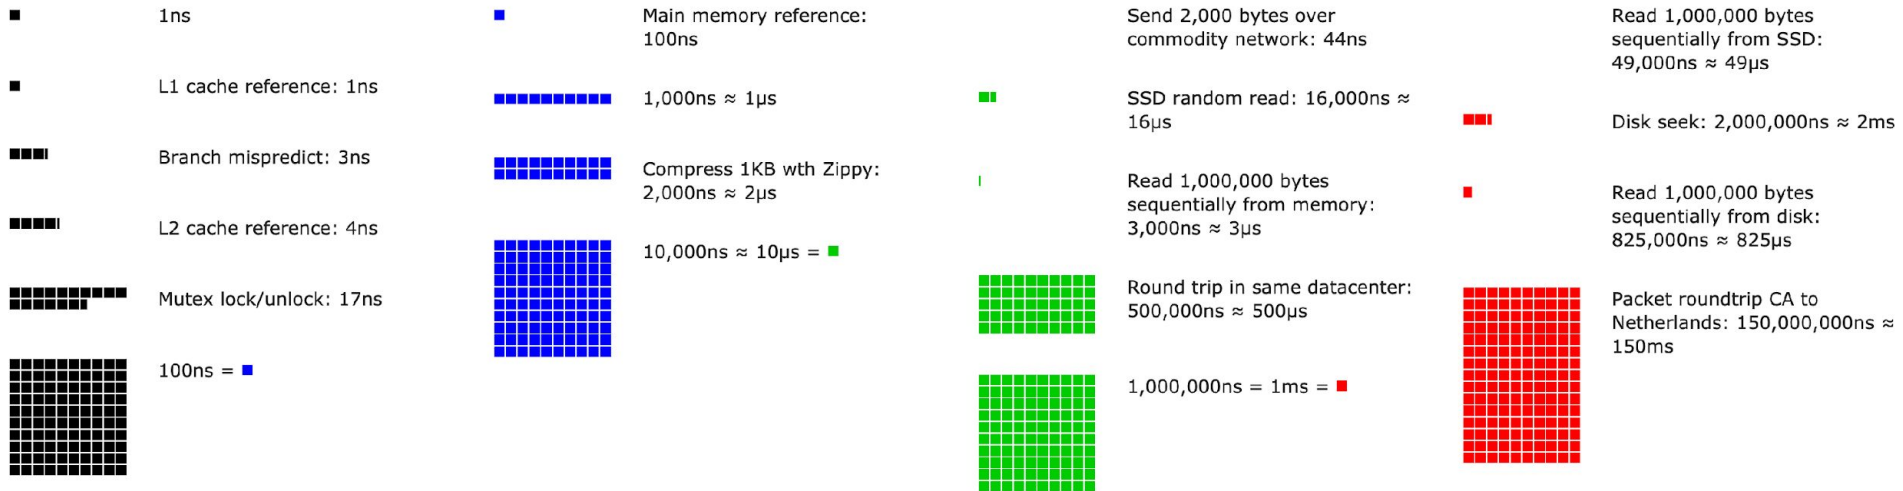 1ns
L1 cache reference: 1ns
Branch mispredict: 3ns
L2 cache reference: 4ns
Mutex lock/unlock: 17ns
100ns =
Main memory reference:
100ns
1,000ns ≈ 1μs
Compress 1KB wth Zippy:
2,000ns ≈ 2μs
10,000ns ≈ 10μs =
Send 2,000 bytes over
commodity network: 44ns
SSD random read: 16,000ns ≈
16μs
Read 1,000,000 bytes
sequentially from memory:
3,000ns ≈ 3μs
Round trip in same datacenter:
500,000ns ≈ 500μs
1,000,000ns = 1ms =
Read 1,000,000 bytes
sequentially from SSD:
49,000ns ≈ 49μs
Disk seek: 2,000,000ns ≈ 2ms
Read 1,000,000 bytes
sequentially from disk:
825,000ns ≈ 825μs
Packet roundtrip CA to
Netherlands: 150,000,000ns ≈
150ms